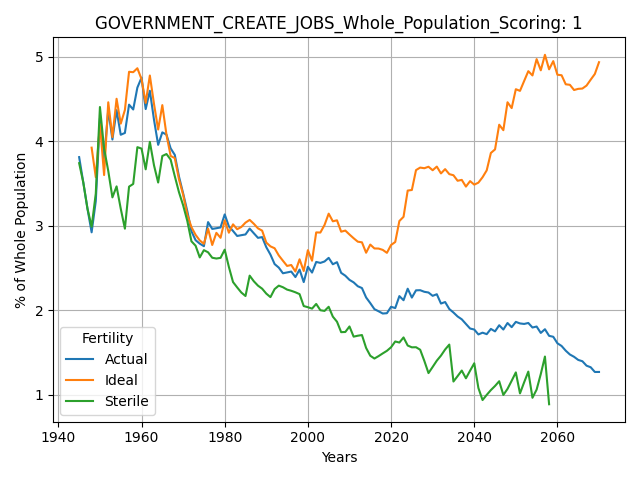 GOVERNMENT_CREATE_JOBS_Whole_Population_Scoring: 1
5
4
3
2
1
% of Whole Population
Fertility
Actual
Ideal
Sterile
1940 1960 1980 2000 2020 2040 2060
Years